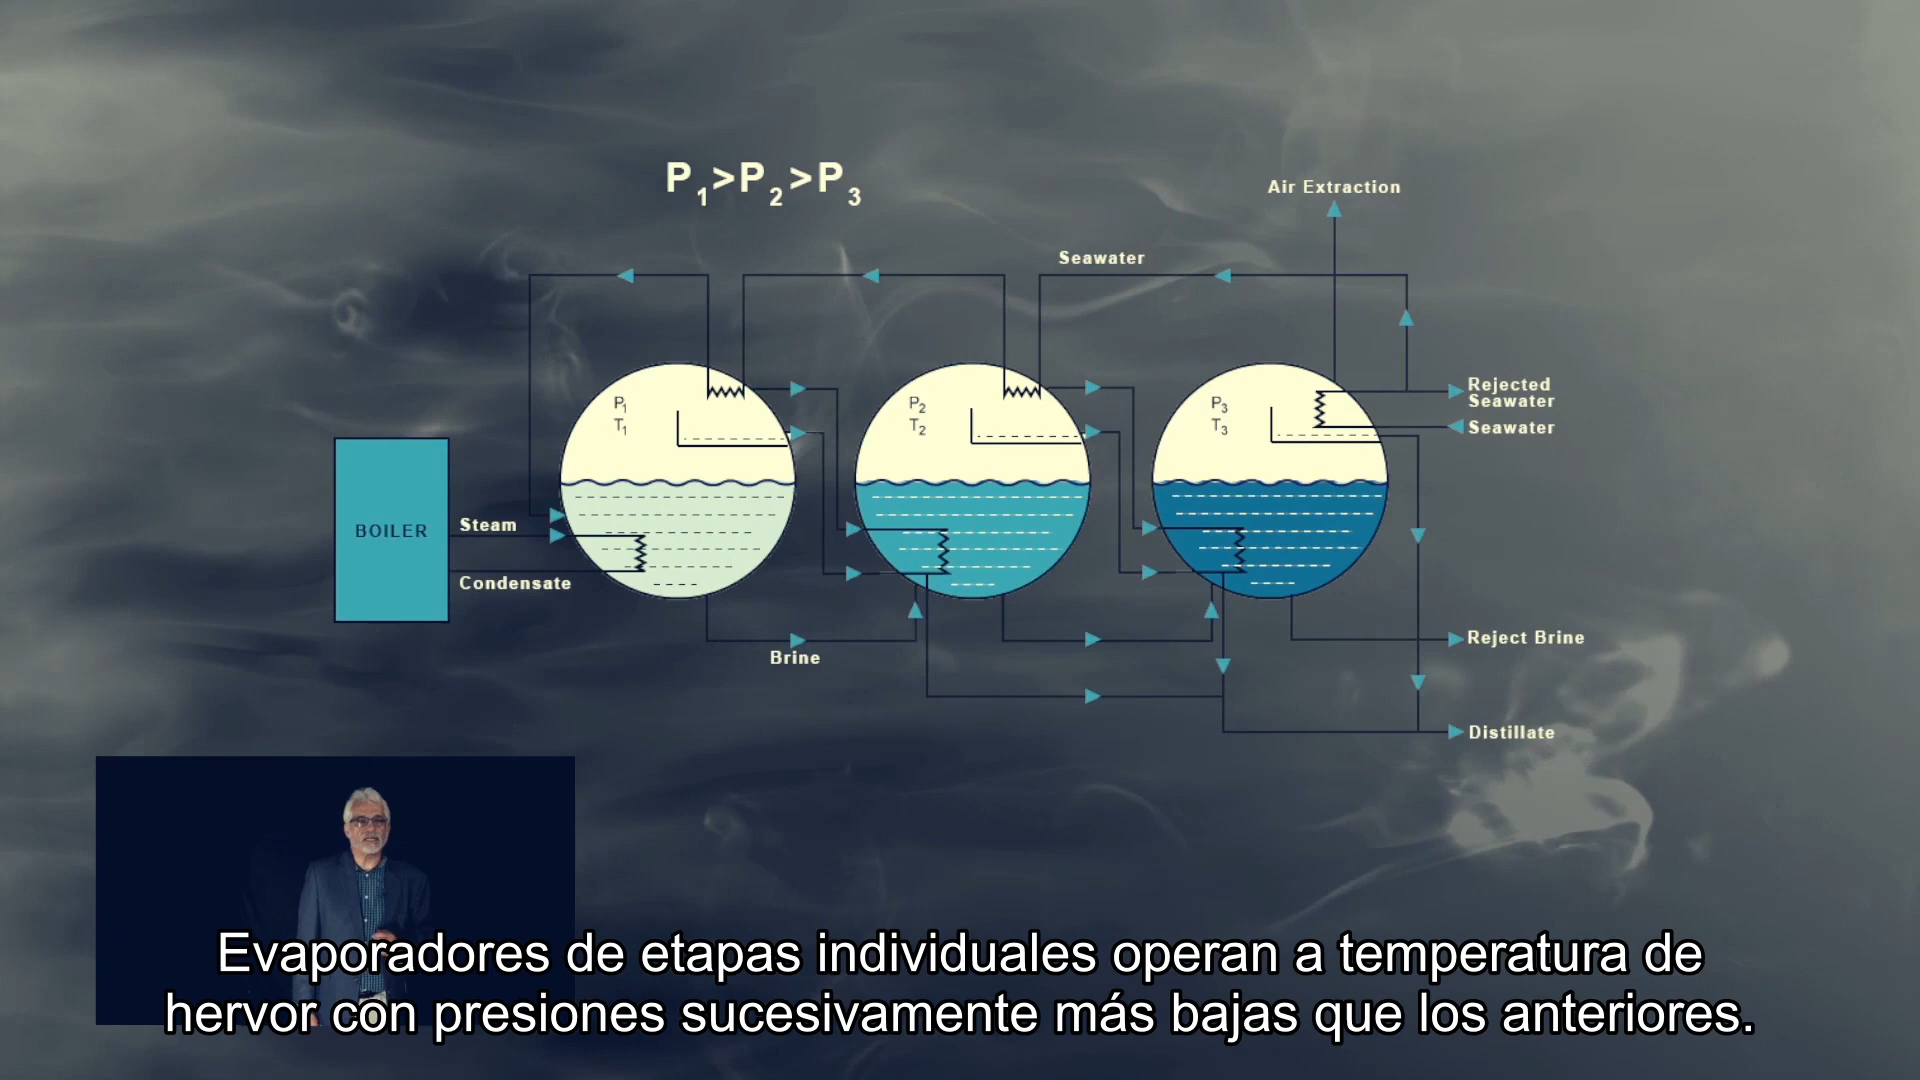 P1>P2>P3
Air Extraction
Seawater
P1
T1
P2
T2
P3
T3
Rejected
Seawater
Seawater
BOILER
Steam
Condensate
Brine
Reject Brine
Distillate
Evaporadores de etapas individuales operan a temperatura de
hervor con presiones sucesivamente más bajas que los anteriores.